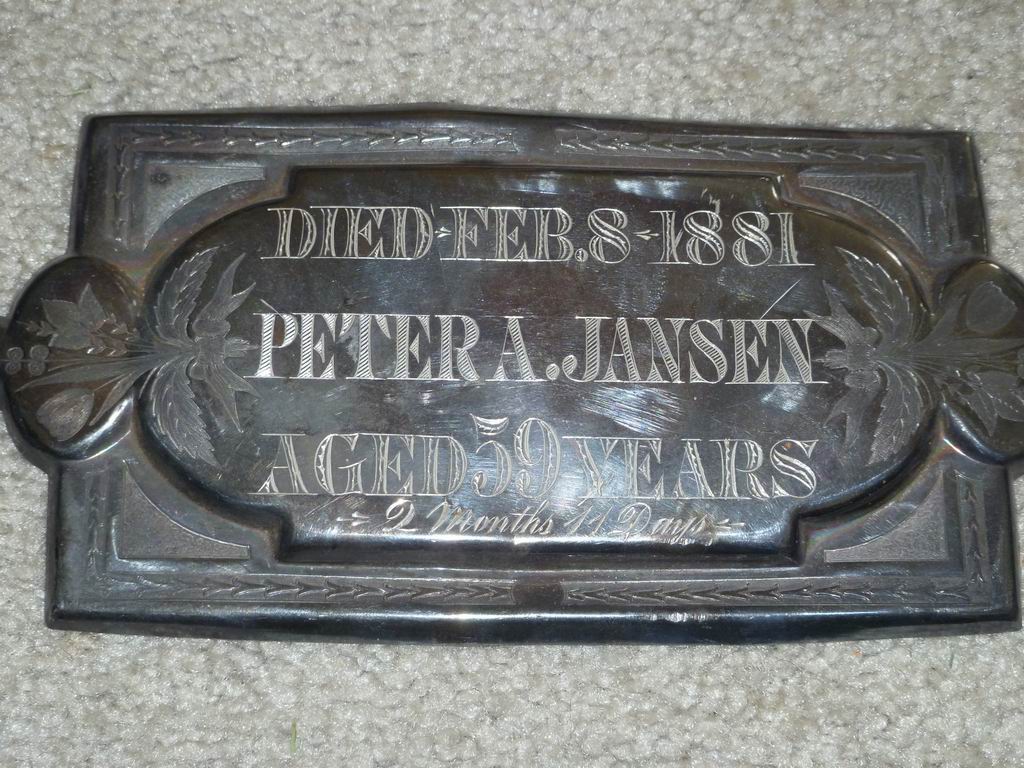 DIED FEB. 8 1881
PETER A. JANSEN
AGED 59 YEARS
2 Months 11 Days